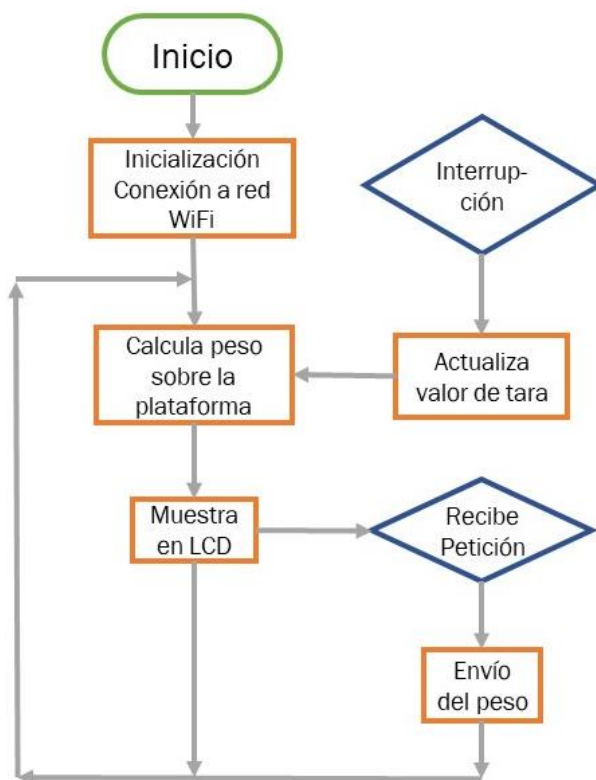 Inicio
Inicialización
Conexión a red
WiFi
Interrup-
ción
Calcula peso
sobre la
plataforma
Actualiza
valor de tara
Muestra
en LCD
Recibe
Petición
Envío
del peso